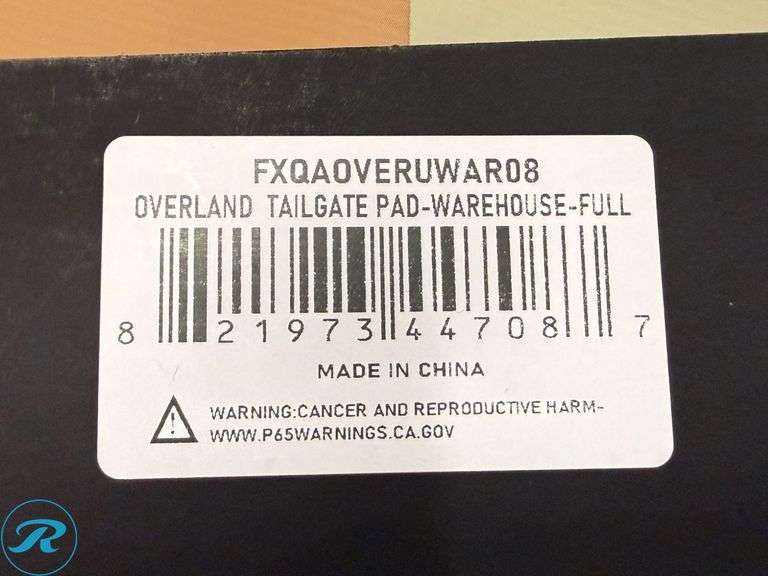 FXQAOVERUWAR08
OVERLAND TAILGATE PAD-WAREHOUSE-FULL
8 21973 44708 7
MADE IN CHINA
WARNING:CANCER AND REPRODUCTIVE HARM-
WWW.P65WARNINGS.CA.GOV
R